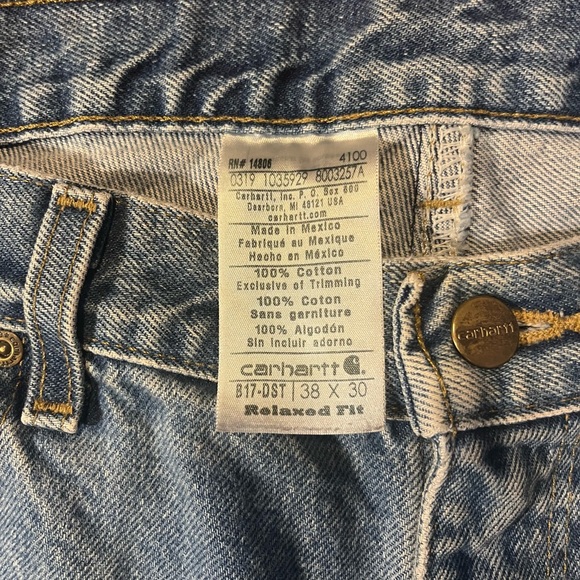 RN# 14806 4100
0319 1035929 8003257A
Carhartt, Inc. P. O. Box 600
Dearborn, MI 48121 USA
carhartt.com
Made in Mexico
Fabriqué au Mexique
Hecho en México
100% Cotton
Exclusive of Trimming
100% Coton
Sans garniture
100% Algodón
Sin incluir adorno
carhartt
B17-DST | 38 X 30
Relaxed Fit
carhartt